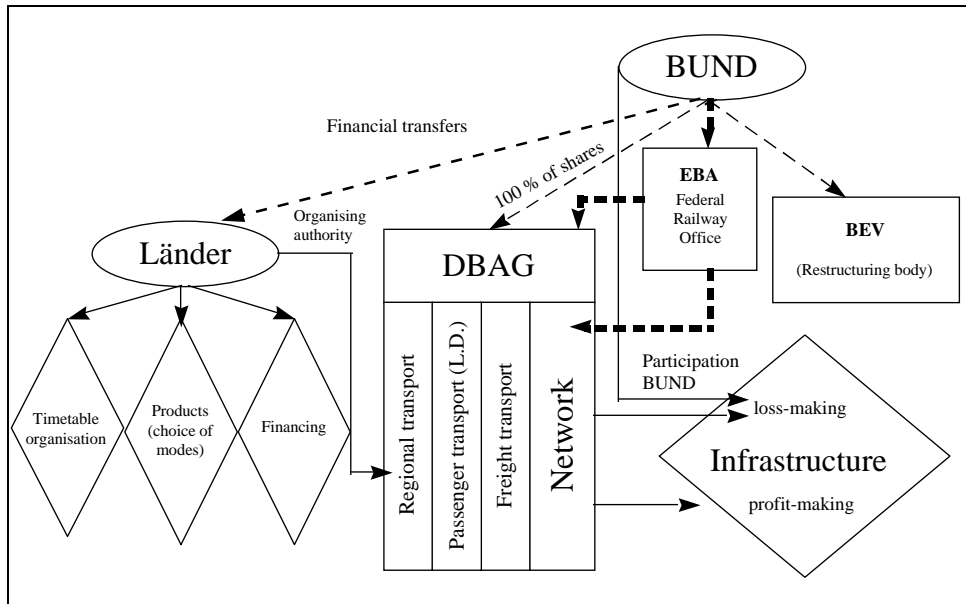 BUND
Financial transfers
100 % of shares
EBA
Federal
Railway
Office
BEV
(Restructuring body)
Organising
authority
Länder
DBAG
Timetable
organisation
Products
(choice of
modes)
Financing
Regional transport
Passenger transport (L.D.)
Freight transport
Network
Participation
BUND
loss-making
Infrastructure
profit-making